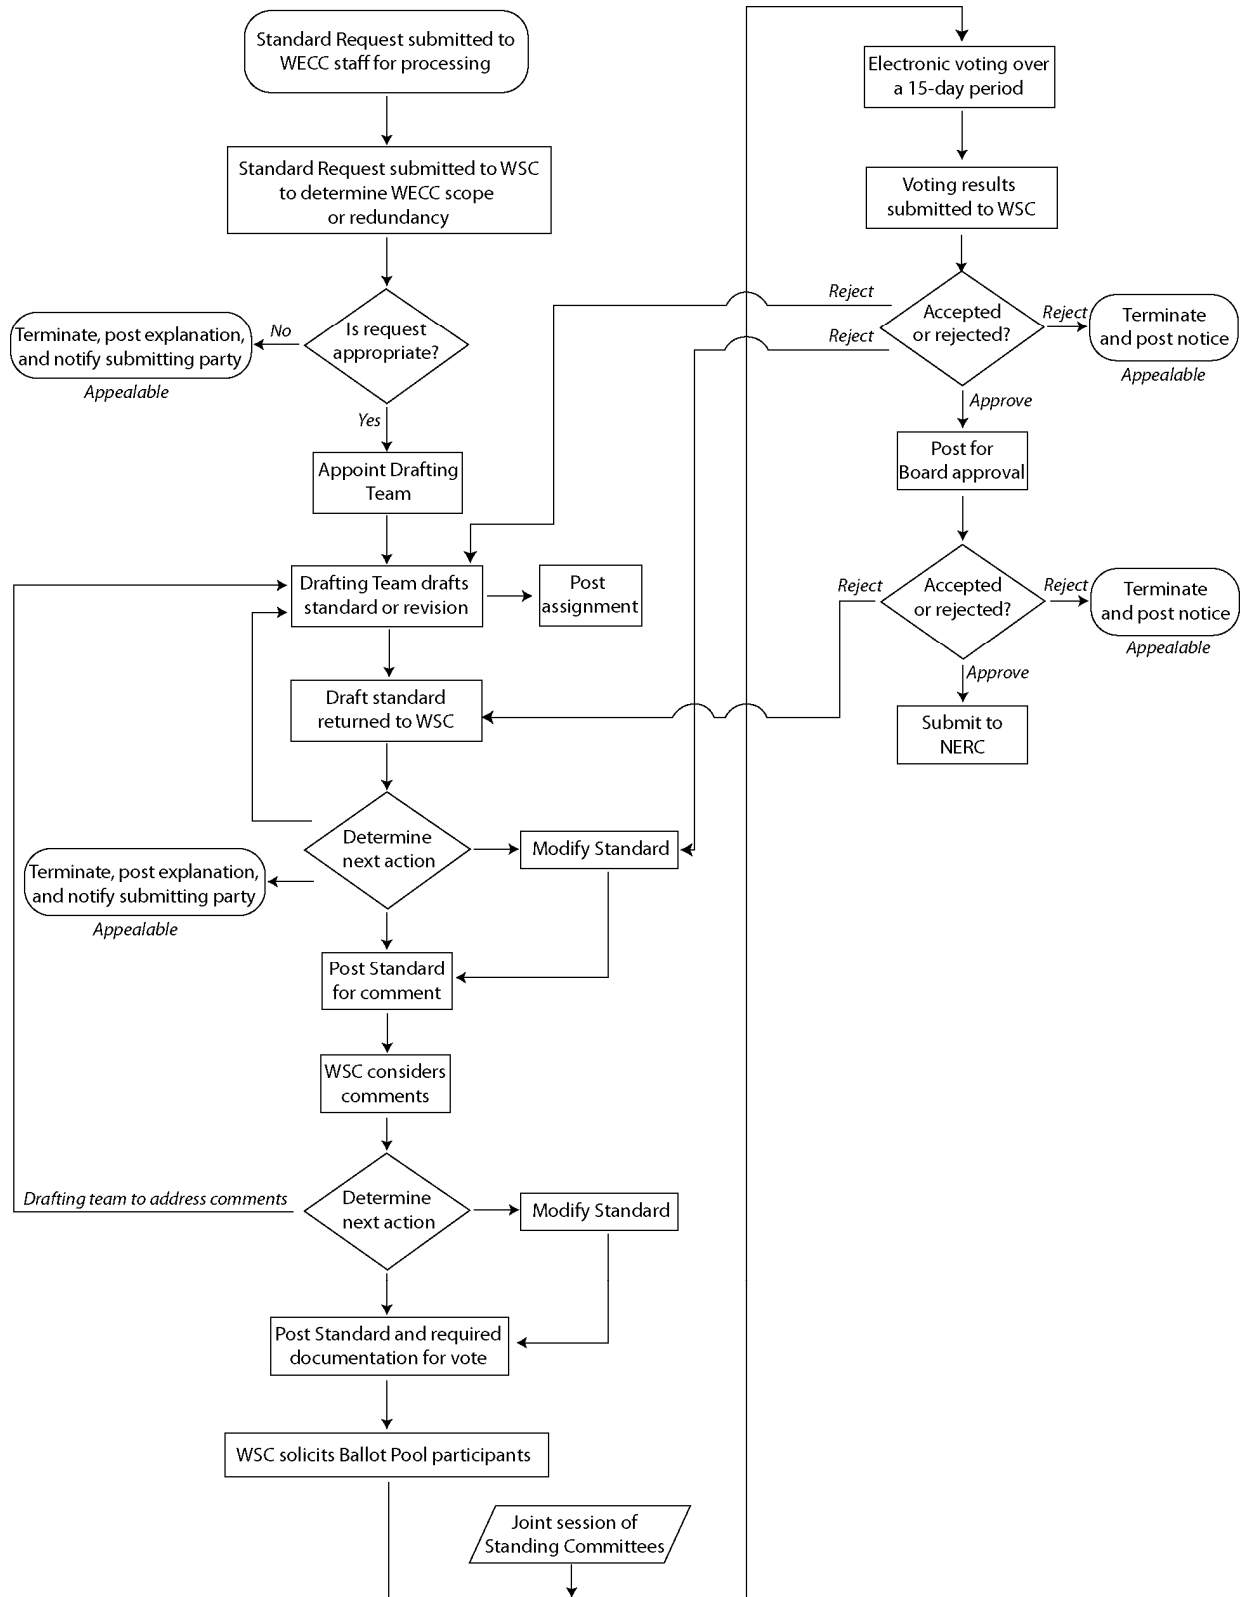 Standard Request submitted to
WECC staff for processing
Standard Request submitted to WSC
to determine WECC scope
or redundancy
Is request
appropriate?
No
Terminate, post explanation,
and notify submitting party
Appealable
Yes
Appoint Drafting
Team
Drafting Team drafts
standard or revision
Post
assignment
Draft standard
returned to WSC
Determine
next action
Modify Standard
Terminate, post explanation,
and notify submitting party
Appealable
Post Standard
for comment
WSC considers
comments
Drafting team to address comments
Determine
next action
Modify Standard
Post Standard and required
documentation for vote
WSC solicits Ballot Pool participants
Joint session of
Standing Committees
Electronic voting over
a 15-day period
Voting results
submitted to WSC
Reject
Reject
Accepted
or rejected?
Reject
Terminate
and post notice
Appealable
Approve
Post for
Board approval
Reject
Accepted
or rejected?
Reject
Terminate
and post notice
Appealable
Approve
Submit to
NERC